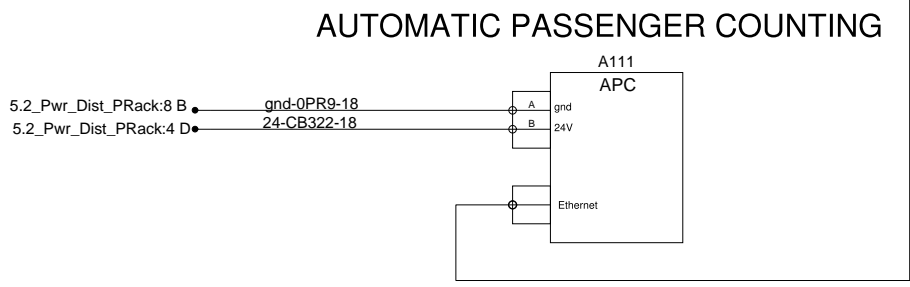 AUTOMATIC PASSENGER COUNTING
A111
APC
5.2_Pwr_Dist_PRack:8 B gnd-0PR9-18 A gnd
5.2_Pwr_Dist_PRack:4 D 24-CB322-18 B 24V
Ethernet